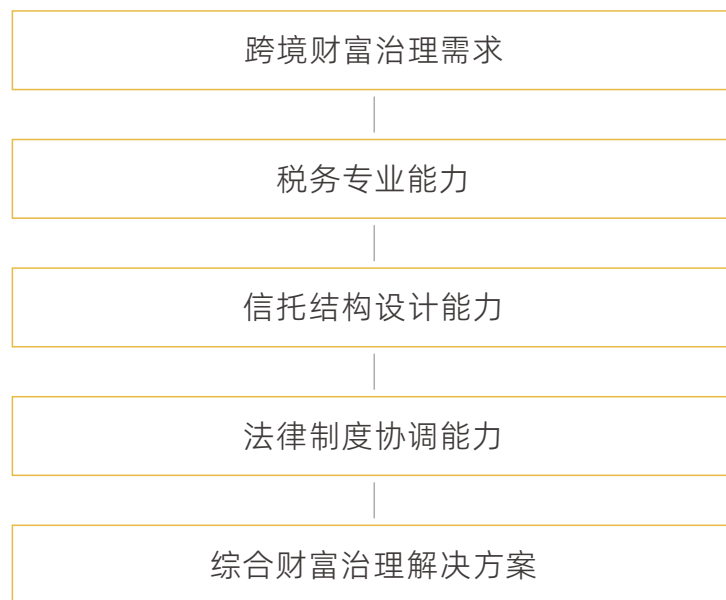 跨境财富治理需求
税务专业能力
信托结构设计能力
法律制度协调能力
综合财富治理解决方案